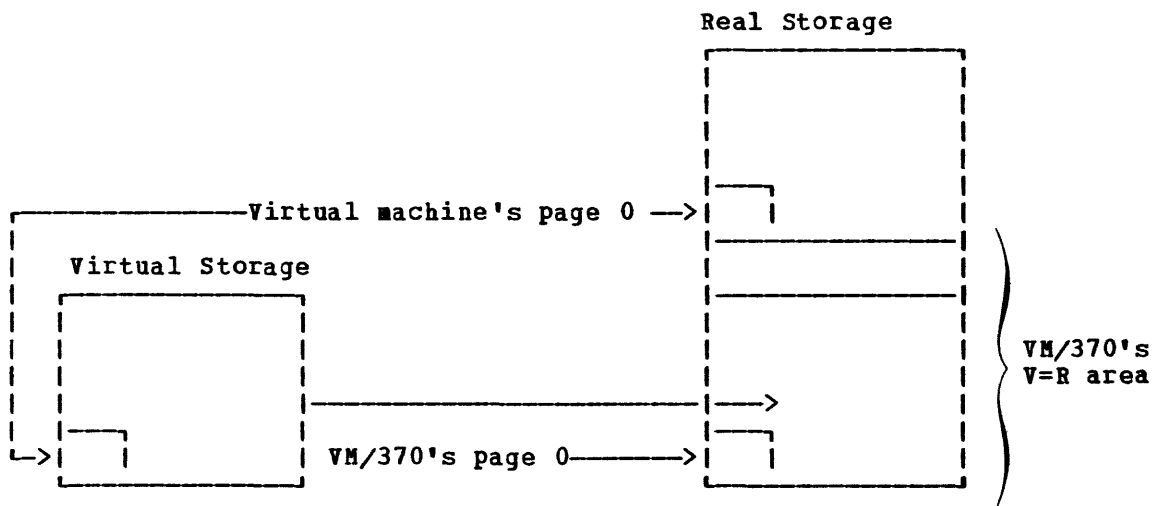 Real Storage
Virtual machine's page 0
Virtual Storage
VM/370's
V=R area
VM/370's page 0